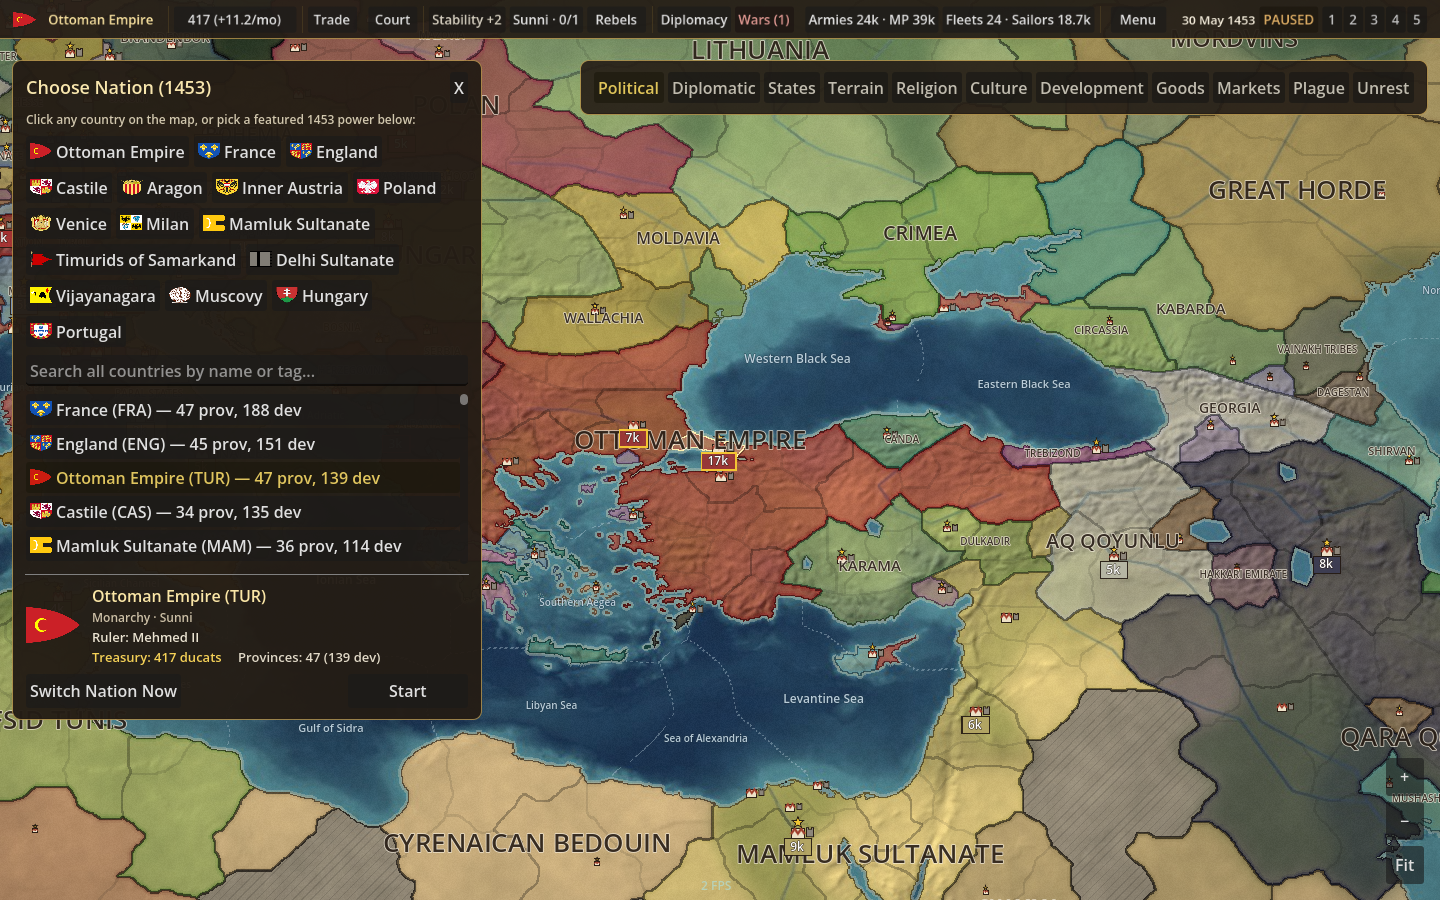 Ottoman Empire 417 (+11.2/mo) Trade Court Stability +2 Sunni · 0/1 Rebels Diplomacy Wars (1) Armies 24k · MP 39k Fleets 24 · Sailors 18.7k Menu 30 May 1453 PAUSED 1 2 3 4 5
Choose Nation (1453) X
Click any country on the map, or pick a featured 1453 power below:
Ottoman Empire France England
Castile Aragon Inner Austria Poland
Venice Milan Mamluk Sultanate
Timurids of Samarkand Delhi Sultanate
Vijayanagara Muscovy Hungary
Portugal
Search all countries by name or tag...
France (FRA) — 47 prov, 188 dev
England (ENG) — 45 prov, 151 dev
Ottoman Empire (TUR) — 47 prov, 139 dev
Castile (CAS) — 34 prov, 135 dev
Mamluk Sultanate (MAM) — 36 prov, 114 dev
Ottoman Empire (TUR)
Monarchy · Sunni
Ruler: Mehmed II
Treasury: 417 ducats Provinces: 47 (139 dev)
Switch Nation Now Start
Political Diplomatic States Terrain Religion Culture Development Goods Markets Plague Unrest
LITHUANIA
MORDVINS
GREAT HORDE
MOLDAVIA
CRIMEA
WALLACHIA
KABARDA
CIRCASSIA
VAINAKH TRIBES
Western Black Sea
Eastern Black Sea
DAGESTAN
GEORGIA
OTTOMAN EMPIRE
7k
17k
CANDA
TREBIZOND
SHIRVAN
AQ QOYUNLU
5k
DULKADIR
KARAMA
HAKKARI EMIRATE
8k
Southern Aegea
Levantine Sea
Libyan Sea
Sea of Alexandria
Gulf of Sidra
6k
QARA Q
CYRENAICAN BEDOUIN
MAMLUK SULTANATE
9k
2 FPS
+
−
Fit